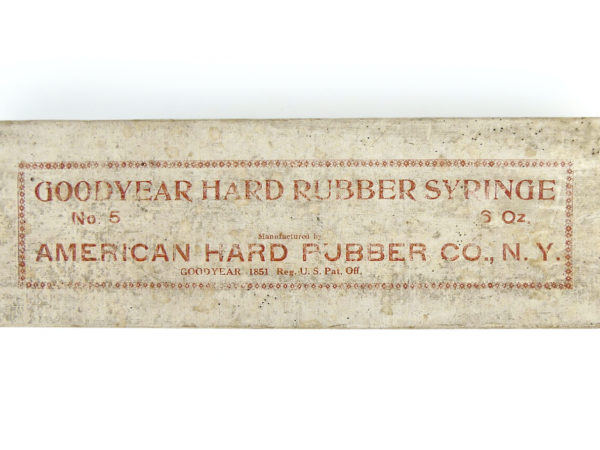 GOODYEAR HARD RUBBER SYRINGE
No. 5 6 Oz.
Manufactured by
AMERICAN HARD RUBBER CO., N. Y.
GOODYEAR 1851 Reg. U. S. Pat. Off.